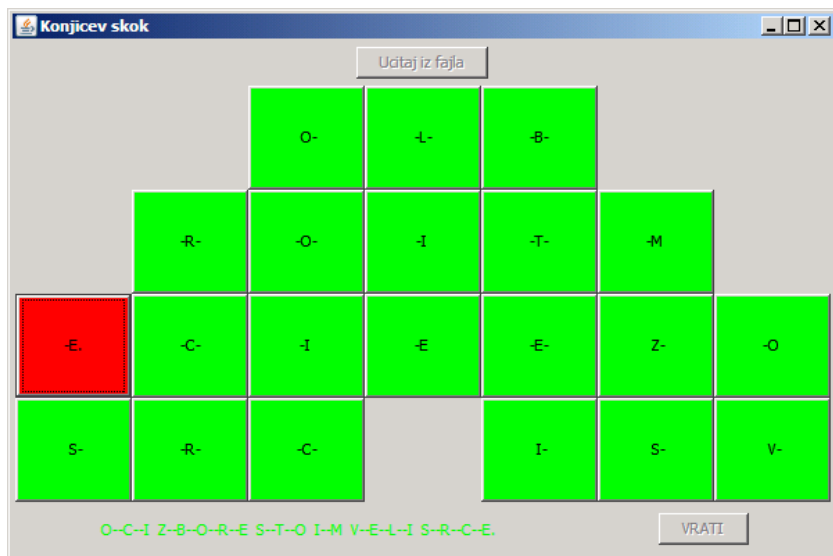 Konjicev skok
Ucitaj iz fajla
O- -L- -B-
-R- -O- -I -T- -M
-E. -C- -I -E -E- Z- -O
S- -R- -C- I- S- V-
O--C--I Z--B--O--R--E S--T--O I--M V--E--L--I S--R--C--E.
VRATI